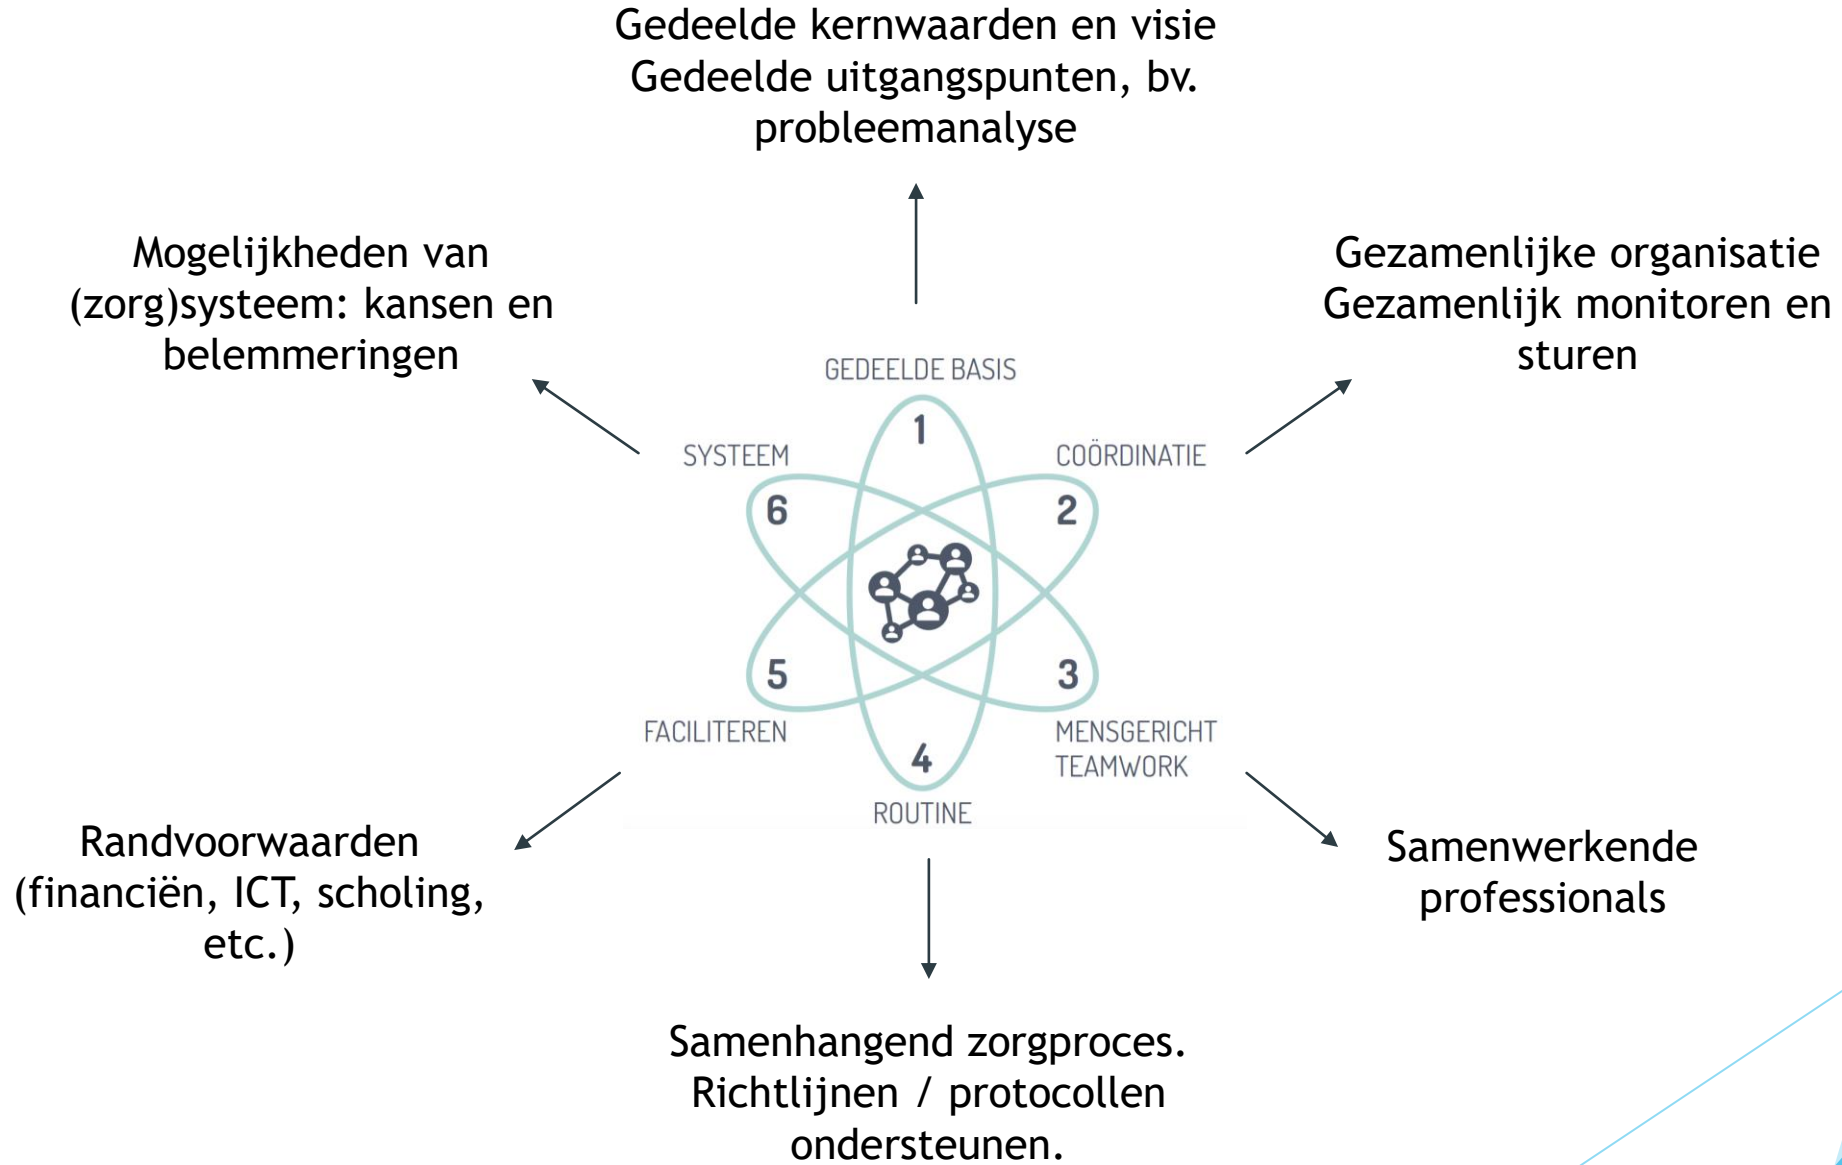 Gedeelde kernwaarden en visie
Gedeelde uitgangspunten, bv.
probleemanalyse
Mogelijkheden van
(zorg)systeem: kansen en
belemmeringen
Gezamenlijke organisatie
Gezamenlijk monitoren en
sturen
GEDEELDE BASIS
1
SYSTEEM
6
COÖRDINATIE
2
5
FACILITEREN
3
MENSGERICHT
TEAMWORK
4
ROUTINE
Randvoorwaarden
(financiën, ICT, scholing,
etc.)
Samenwerkende
professionals
Samenhangend zorgproces.
Richtlijnen / protocollen
ondersteunen.